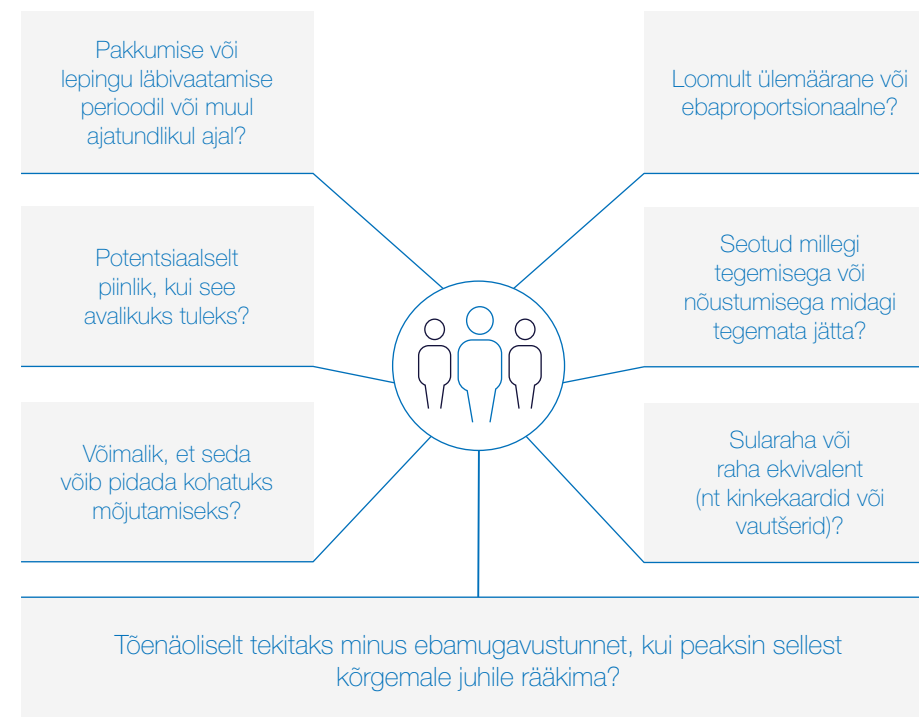 Pakkumise või
lepingu läbivaatamise
perioodil või muul
ajatundlikul ajal?
Loomult ülemäärane või
ebaproportsionaalne?
Potentsiaalselt
piinlik, kui see
avalikuks tuleks?
Seotud millegi
tegemisega või
nõustumisega midagi
tegemata jätta?
Võimalik, et seda
võib pidada kohatuks
mõjutamiseks?
Sularaha või
raha ekvivalent
(nt kinkekaardid või
vautšerid)?
Tõenäoliselt tekitaks minus ebamugavustunnet, kui peaksin sellest
kõrgemale juhile rääkima?